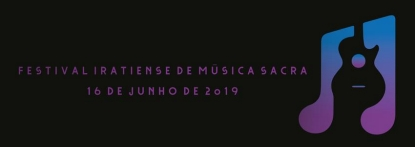 FESTIVAL IRATIENSE DE MÚSICA SACRA
16 DE JUNHO DE 2019